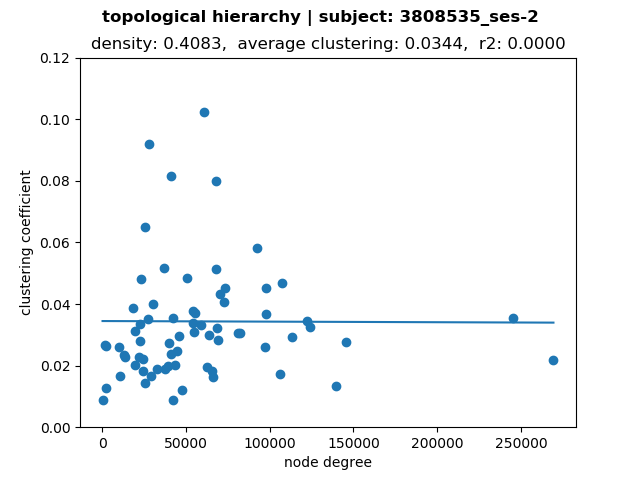 topological hierarchy | subject: 3808535_ses-2
density: 0.4083,  average clustering: 0.0344,  r2: 0.0000
0.12
0.10
0.08
0.06
0.04
0.02
0.00
clustering coefficient
0 50000 100000 150000 200000 250000
node degree